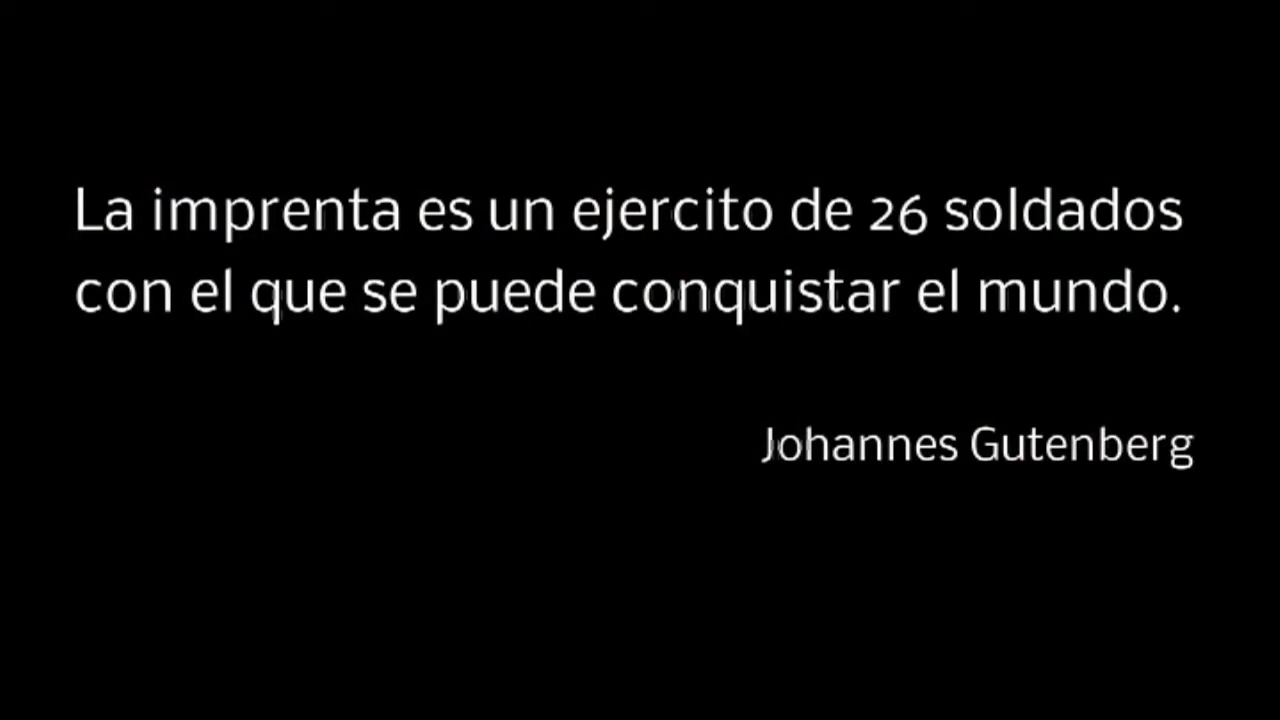 La imprenta es un ejercito de 26 soldados
con el que se puede conquistar el mundo.
Johannes Gutenberg